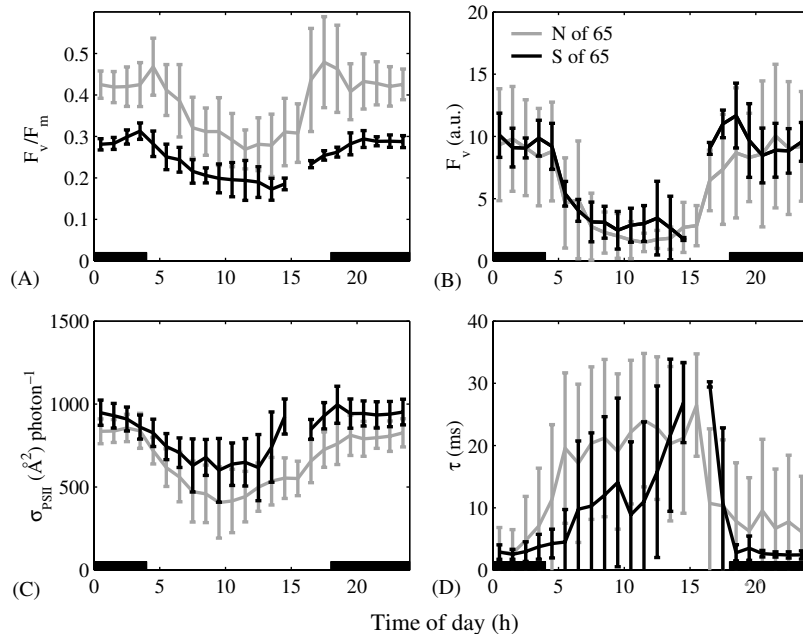 0.5
0.4
0.3
0.2
0.1
0
F_v/F_m
0 5 10 15 20
(A)
20
15
10
5
0
F_v (a.u.)
N of 65
S of 65
0 5 10 15 20
(B)
1500
1000
500
0
σ_PSII (Å²) photon⁻¹
0 5 10 15 20
(C)
40
30
20
10
0
τ (ms)
0 5 10 15 20
(D)
Time of day (h)